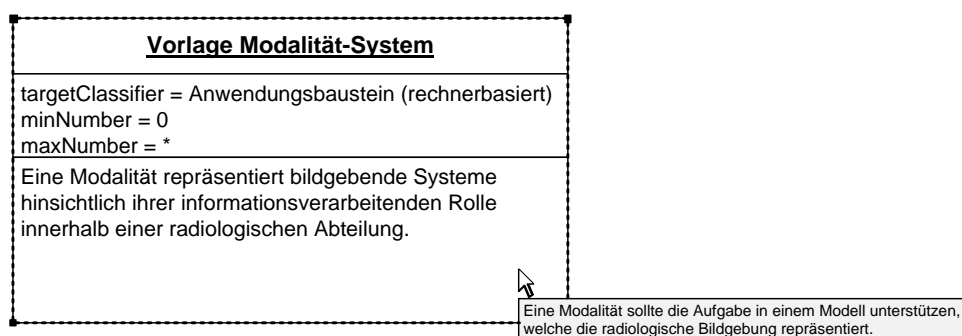 Vorlage Modalität-System
targetClassifier = Anwendungsbaustein (rechnerbasiert)
minNumber = 0
maxNumber = *
Eine Modalität repräsentiert bildgebende Systeme
hinsichtlich ihrer informationsverarbeitenden Rolle
innerhalb einer radiologischen Abteilung.
Eine Modalität sollte die Aufgabe in einem Modell unterstützen,
welche die radiologische Bildgebung repräsentiert.